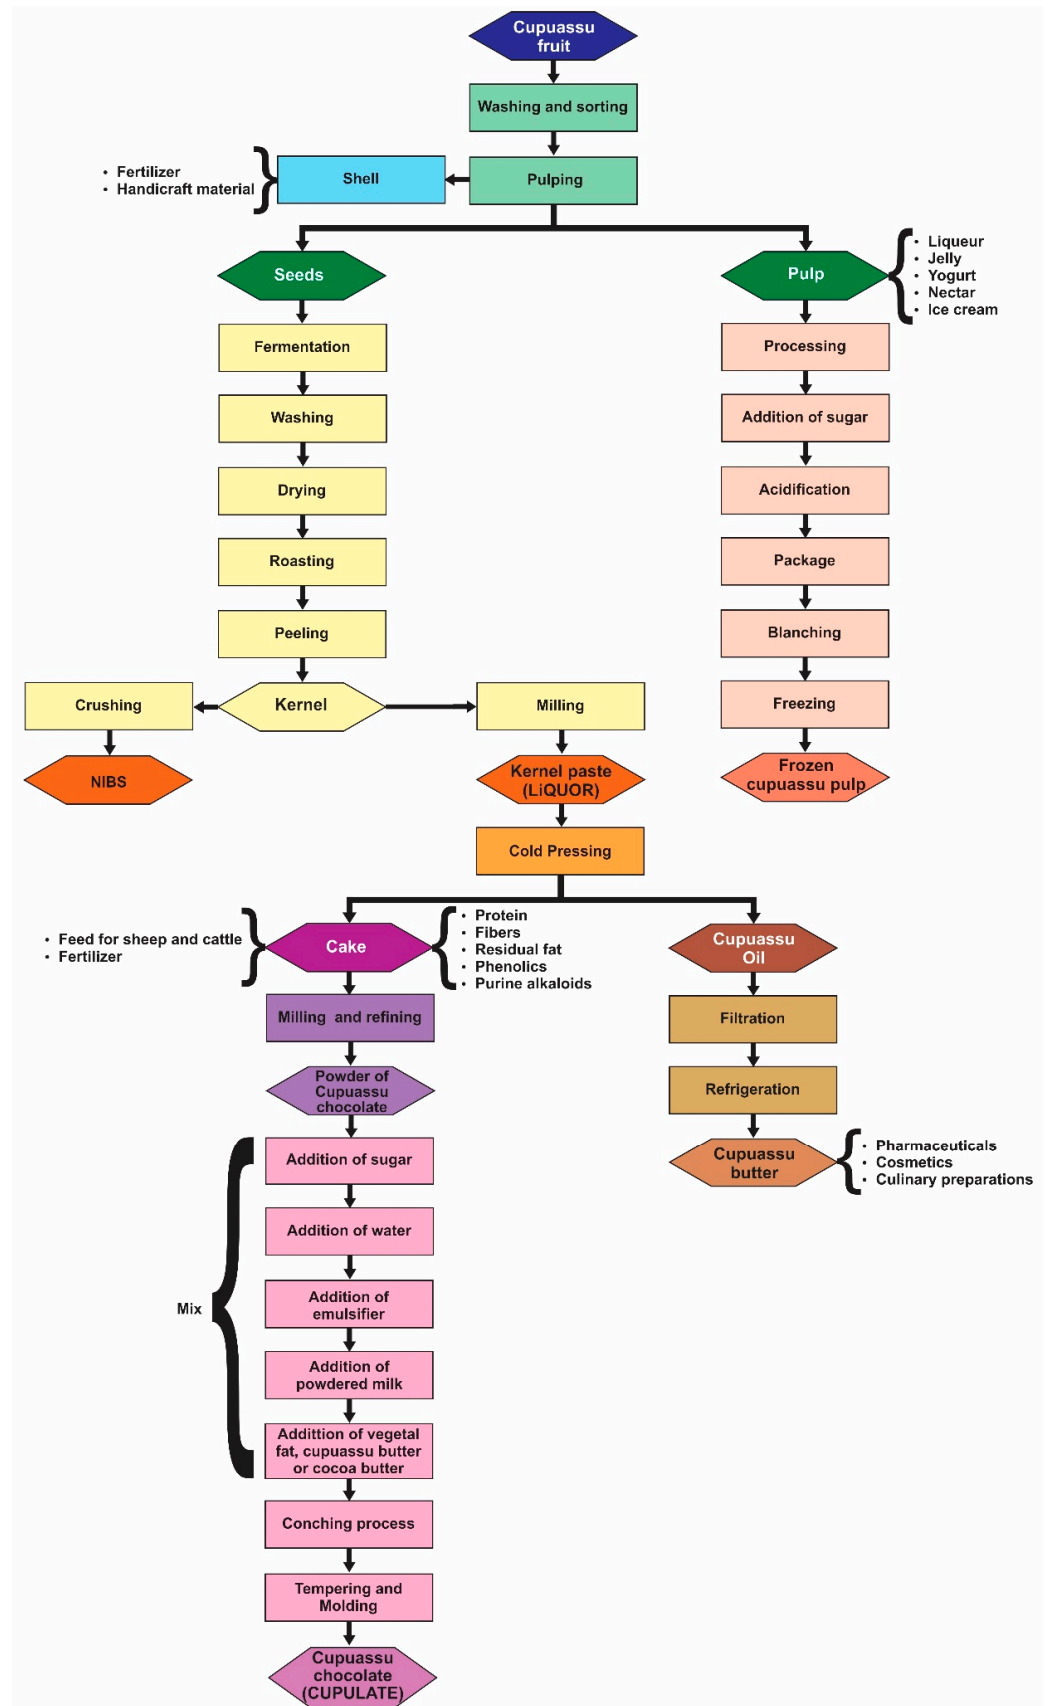 Cupuassu
fruit
Washing and sorting
Pulping
Shell
• Fertilizer
• Handicraft material
Seeds
Pulp
• Liqueur
• Jelly
• Yogurt
• Nectar
• Ice cream
Fermentation
Washing
Drying
Roasting
Peeling
Kernel
Crushing
NIBS
Milling
Kernel paste
(LiQUOR)
Processing
Addition of sugar
Acidification
Package
Blanching
Freezing
Frozen
cupuassu pulp
Cold Pressing
• Feed for sheep and cattle
• Fertilizer
Cake
• Protein
• Fibers
• Residual fat
• Phenolics
• Purine alkaloids
Cupuassu
Oil
Filtration
Refrigeration
Cupuassu
butter
• Pharmaceuticals
• Cosmetics
• Culinary preparations
Milling and refining
Powder of
Cupuassu
chocolate
Mix
Addition of sugar
Addition of water
Addition of
emulsifier
Addition of
powdered milk
Addittion of vegetal
fat, cupuassu butter
or cocoa butter
Conching process
Tempering and
Molding
Cupuassu
chocolate
(CUPULATE)